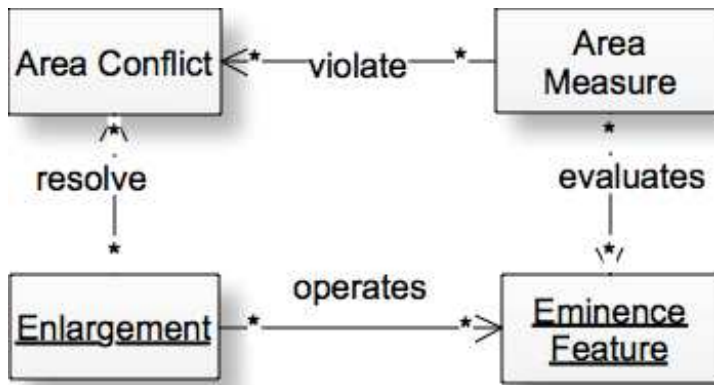 Area Conflict
* violate *
Area
Measure
*
resolve
*
*
evaluates
*
Enlargement
* operates *
Eminence
Feature